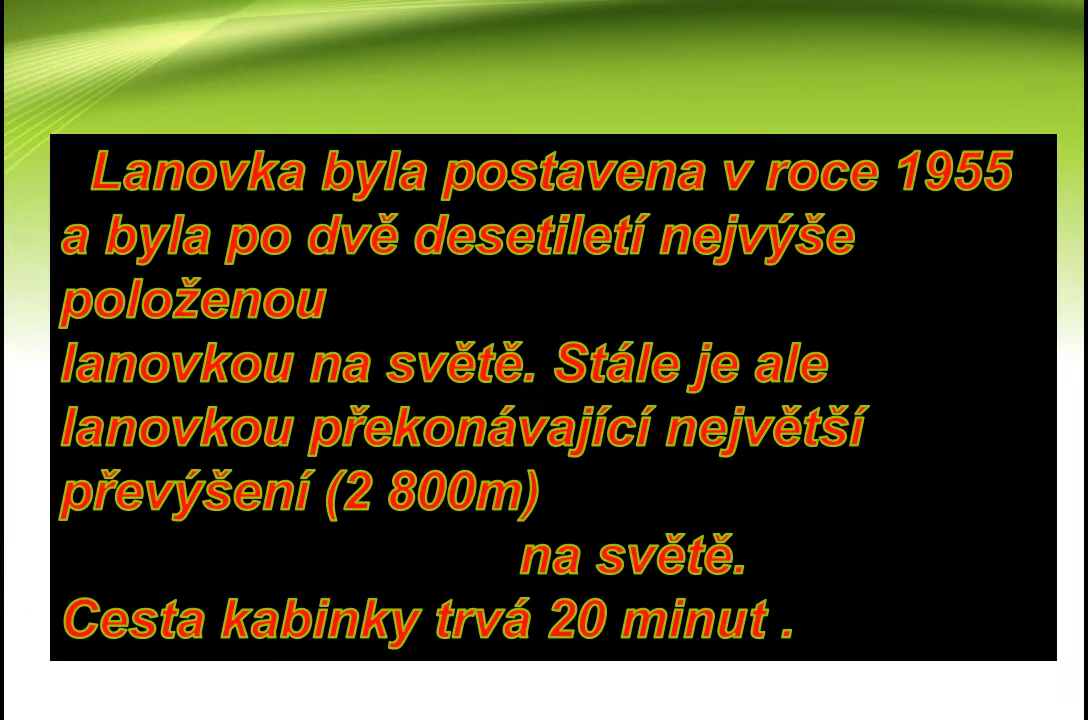 Lanovka byla postavena v roce 1955
a byla po dvě desetiletí nejvýše
položenou
lanovkou na světě. Stále je ale
lanovkou překonávající největší
převýšení (2 800m)
na světě.
Cesta kabinky trvá 20 minut .